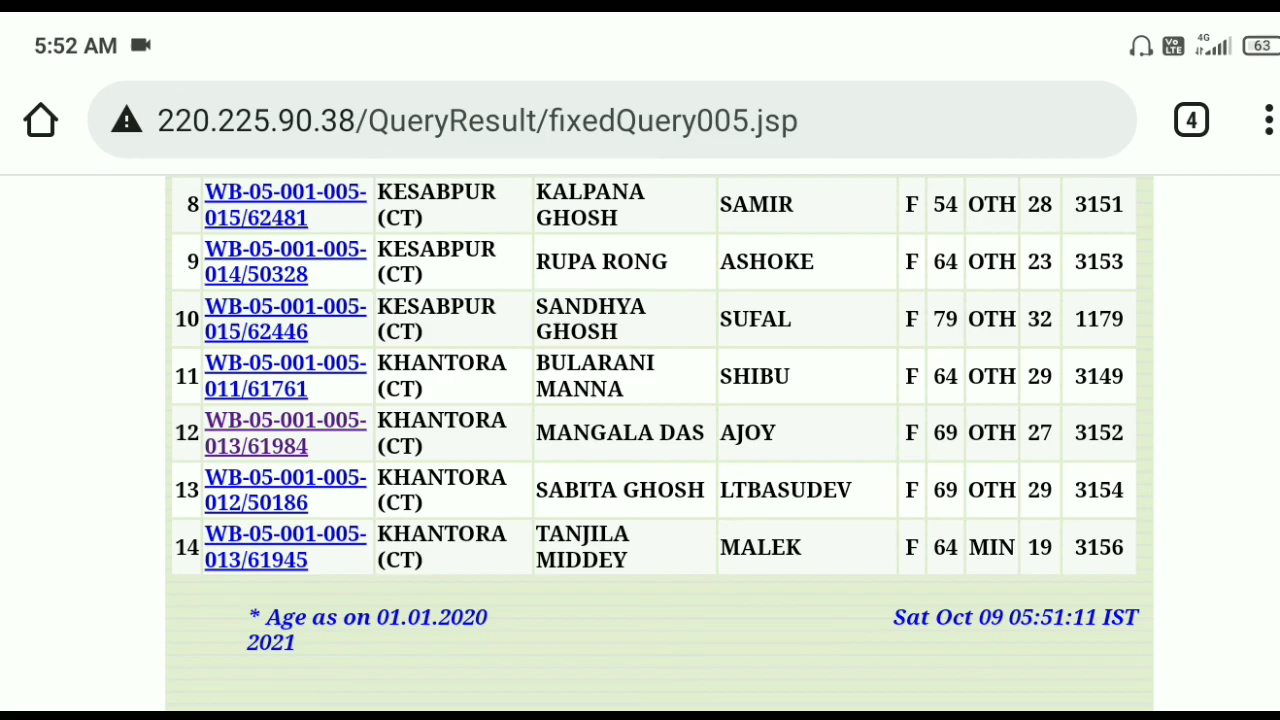 5:52 AM
Vo LTE 4G 63
220.225.90.38/QueryResult/fixedQuery005.jsp
4
8 WB-05-001-005-015/62481 KESABPUR (CT) KALPANA GHOSH SAMIR F 54 OTH 28 3151
9 WB-05-001-005-014/50328 KESABPUR (CT) RUPA RONG ASHOKE F 64 OTH 23 3153
10 WB-05-001-005-015/62446 KESABPUR (CT) SANDHYA GHOSH SUFAL F 79 OTH 32 1179
11 WB-05-001-005-011/61761 KHANTORA (CT) BULARANI MANNA SHIBU F 64 OTH 29 3149
12 WB-05-001-005-013/61984 KHANTORA (CT) MANGALA DAS AJOY F 69 OTH 27 3152
13 WB-05-001-005-012/50186 KHANTORA (CT) SABITA GHOSH LTBASUDEV F 69 OTH 29 3154
14 WB-05-001-005-013/61945 KHANTORA (CT) TANJILA MIDDEY MALEK F 64 MIN 19 3156
* Age as on 01.01.2020 Sat Oct 09 05:51:11 IST
2021